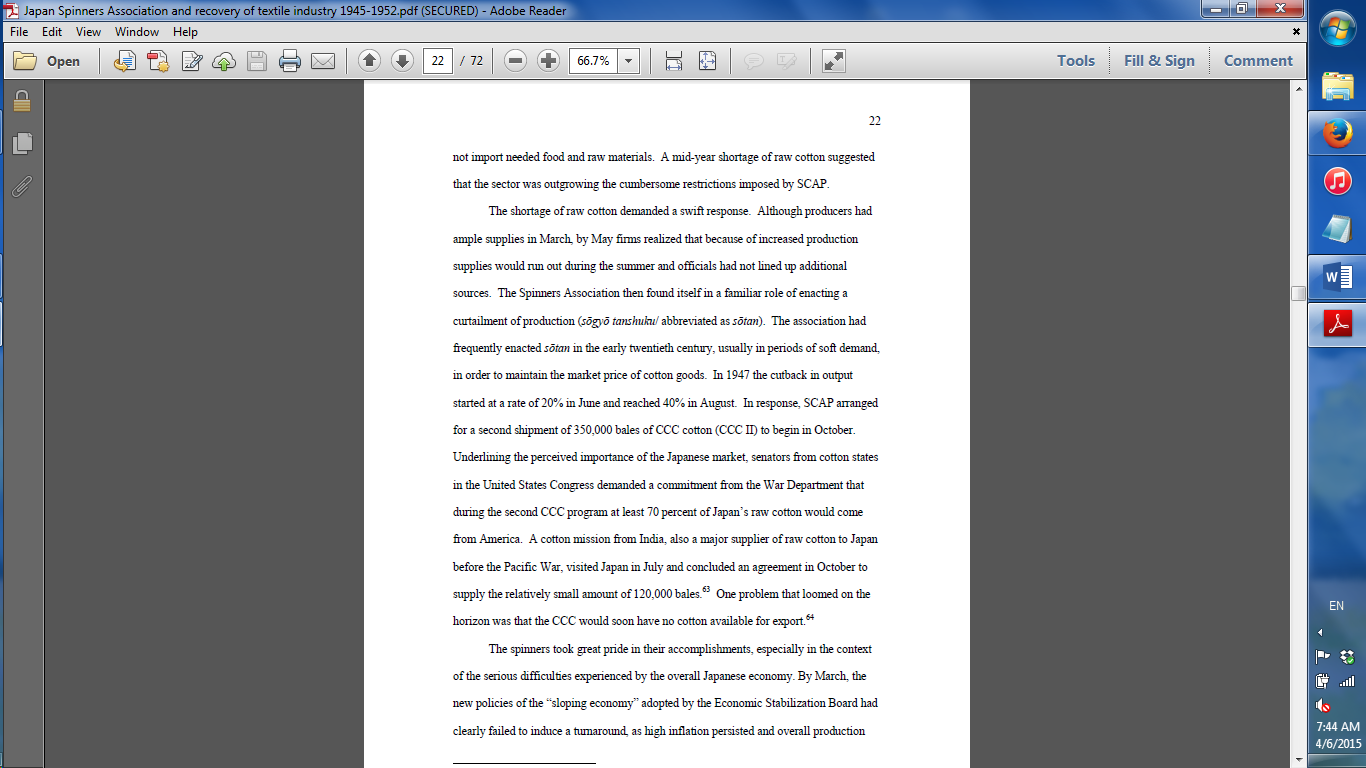 Japan Spinners Association and recovery of textile industry 1945-1952.pdf (SECURED) - Adobe Reader
File Edit View Window Help
Open 22 / 72 66.7% Tools Fill & Sign Comment
22
not import needed food and raw materials. A mid-year shortage of raw cotton suggested
that the sector was outgrowing the cumbersome restrictions imposed by SCAP.
The shortage of raw cotton demanded a swift response. Although producers had
ample supplies in March, by May firms realized that because of increased production
supplies would run out during the summer and officials had not lined up additional
sources. The Spinners Association then found itself in a familiar role of enacting a
curtailment of production (sōgyō tanshuku/ abbreviated as sōtan). The association had
frequently enacted sōtan in the early twentieth century, usually in periods of soft demand,
in order to maintain the market price of cotton goods. In 1947 the cutback in output
started at a rate of 20% in June and reached 40% in August. In response, SCAP arranged
for a second shipment of 350,000 bales of CCC cotton (CCC II) to begin in October.
Underlining the perceived importance of the Japanese market, senators from cotton states
in the United States Congress demanded a commitment from the War Department that
during the second CCC program at least 70 percent of Japan's raw cotton would come
from America. A cotton mission from India, also a major supplier of raw cotton to Japan
before the Pacific War, visited Japan in July and concluded an agreement in October to
supply the relatively small amount of 120,000 bales.63 One problem that loomed on the
horizon was that the CCC would soon have no cotton available for export.64
The spinners took great pride in their accomplishments, especially in the context
of the serious difficulties experienced by the overall Japanese economy. By March, the
new policies of the “sloping economy” adopted by the Economic Stabilization Board had
clearly failed to induce a turnaround, as high inflation persisted and overall production
EN
7:44 AM
4/6/2015